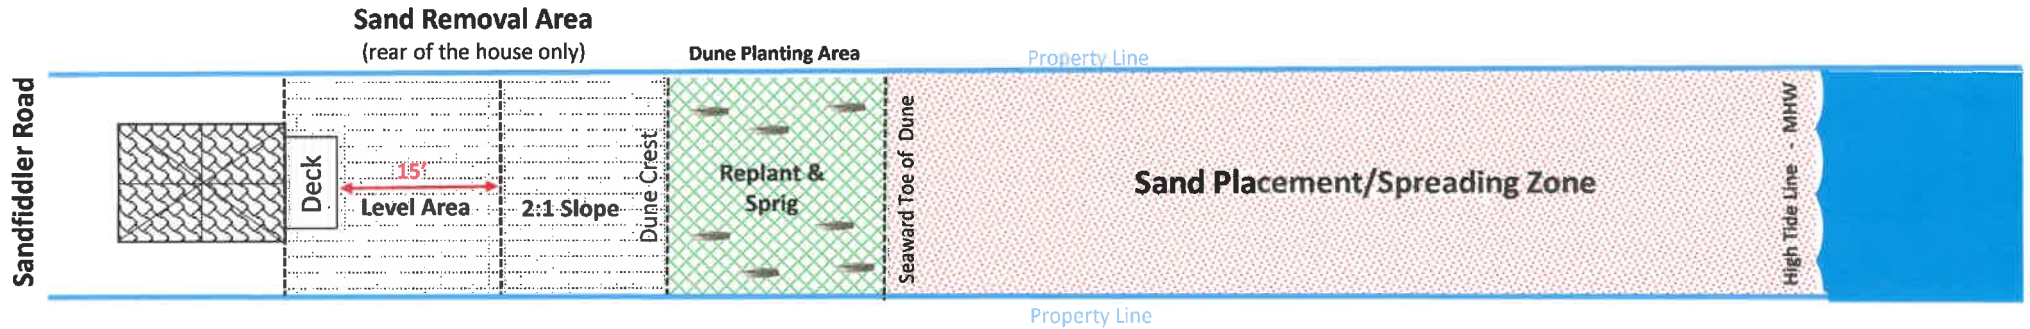 Sand Removal Area
(rear of the house only)
Dune Planting Area
Property Line
Sandfiddler Road
Deck
15'
Level Area
2:1 Slope
Dune Crest
Replant &
Sprig
Seaward Toe of Dune
Sand Placement/Spreading Zone
High Tide Line - MHW
Property Line